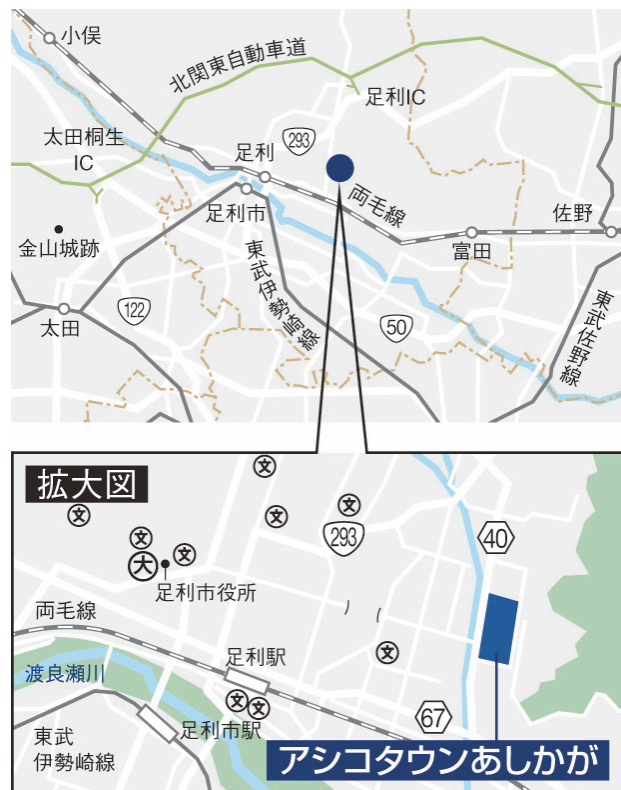 小俣
北関東自動車道
足利IC
太田桐生
IC
293
足利
足利市
両毛線
佐野
富田
金山城跡
東武伊勢崎線
太田
122
50
東武佐野線
拡大図
文
文
文
文
文
文
大
293
40
足利市役所
両毛線
足利駅
文
渡良瀬川
文
文
足利市駅
67
東武
伊勢崎線
アシコタウンあしかが